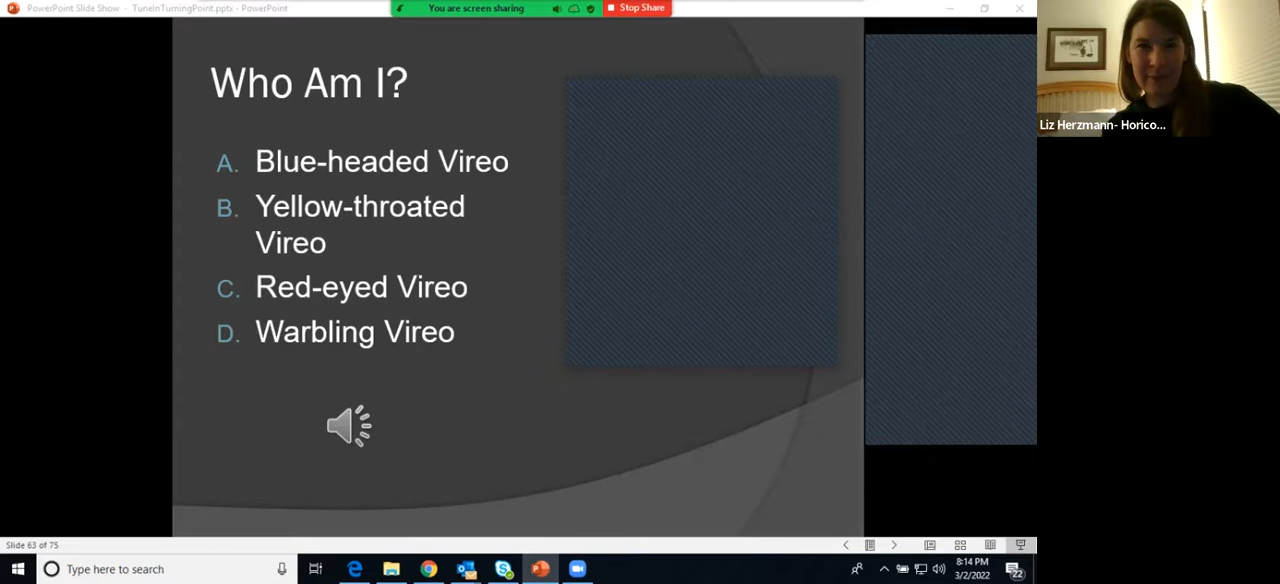 PowerPoint Slide Show - TuneInTurningPoint.pptx - PowerPoint
You are screen sharing
Stop Share
Who Am I?
A. Blue-headed Vireo
B. Yellow-throated
Vireo
C. Red-eyed Vireo
D. Warbling Vireo
Liz Herzmann- Horico...
Slide 63 of 75
Type here to search
8:14 PM
3/2/2022
22